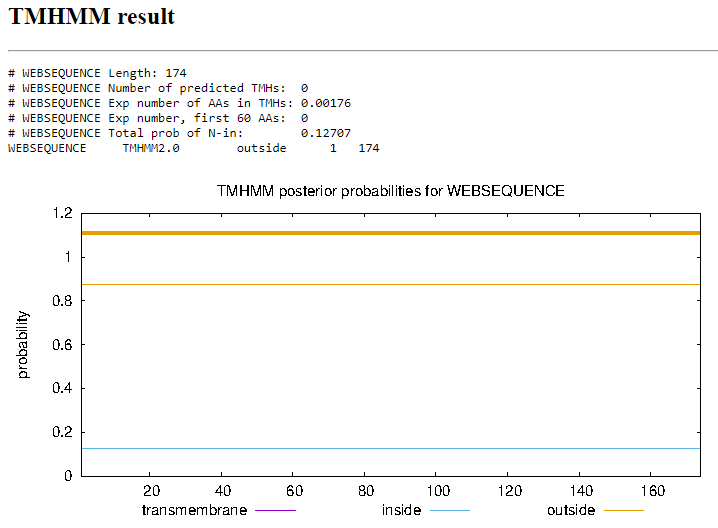 TMHMM result
# WEBSEQUENCE Length: 174
# WEBSEQUENCE Number of predicted TMHs:  0
# WEBSEQUENCE Exp number of AAs in TMHs: 0.00176
# WEBSEQUENCE Exp number, first 60 AAs:  0
# WEBSEQUENCE Total prob of N-in:        0.12707
WEBSEQUENCE     TMHMM2.0       outside      1   174
TMHMM posterior probabilities for WEBSEQUENCE
1.2
1
0.8
0.6
0.4
0.2
0
probability
20 40 60 80 100 120 140 160
transmembrane inside outside